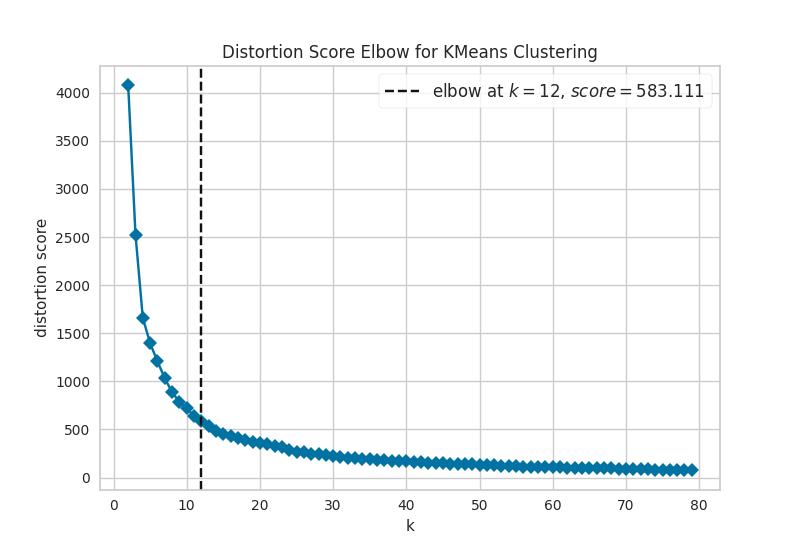 Distortion Score Elbow for KMeans Clustering
elbow at k = 12, score = 583.111
4000
3500
3000
2500
2000
1500
1000
500
0
distortion score
0 10 20 30 40 50 60 70 80
k